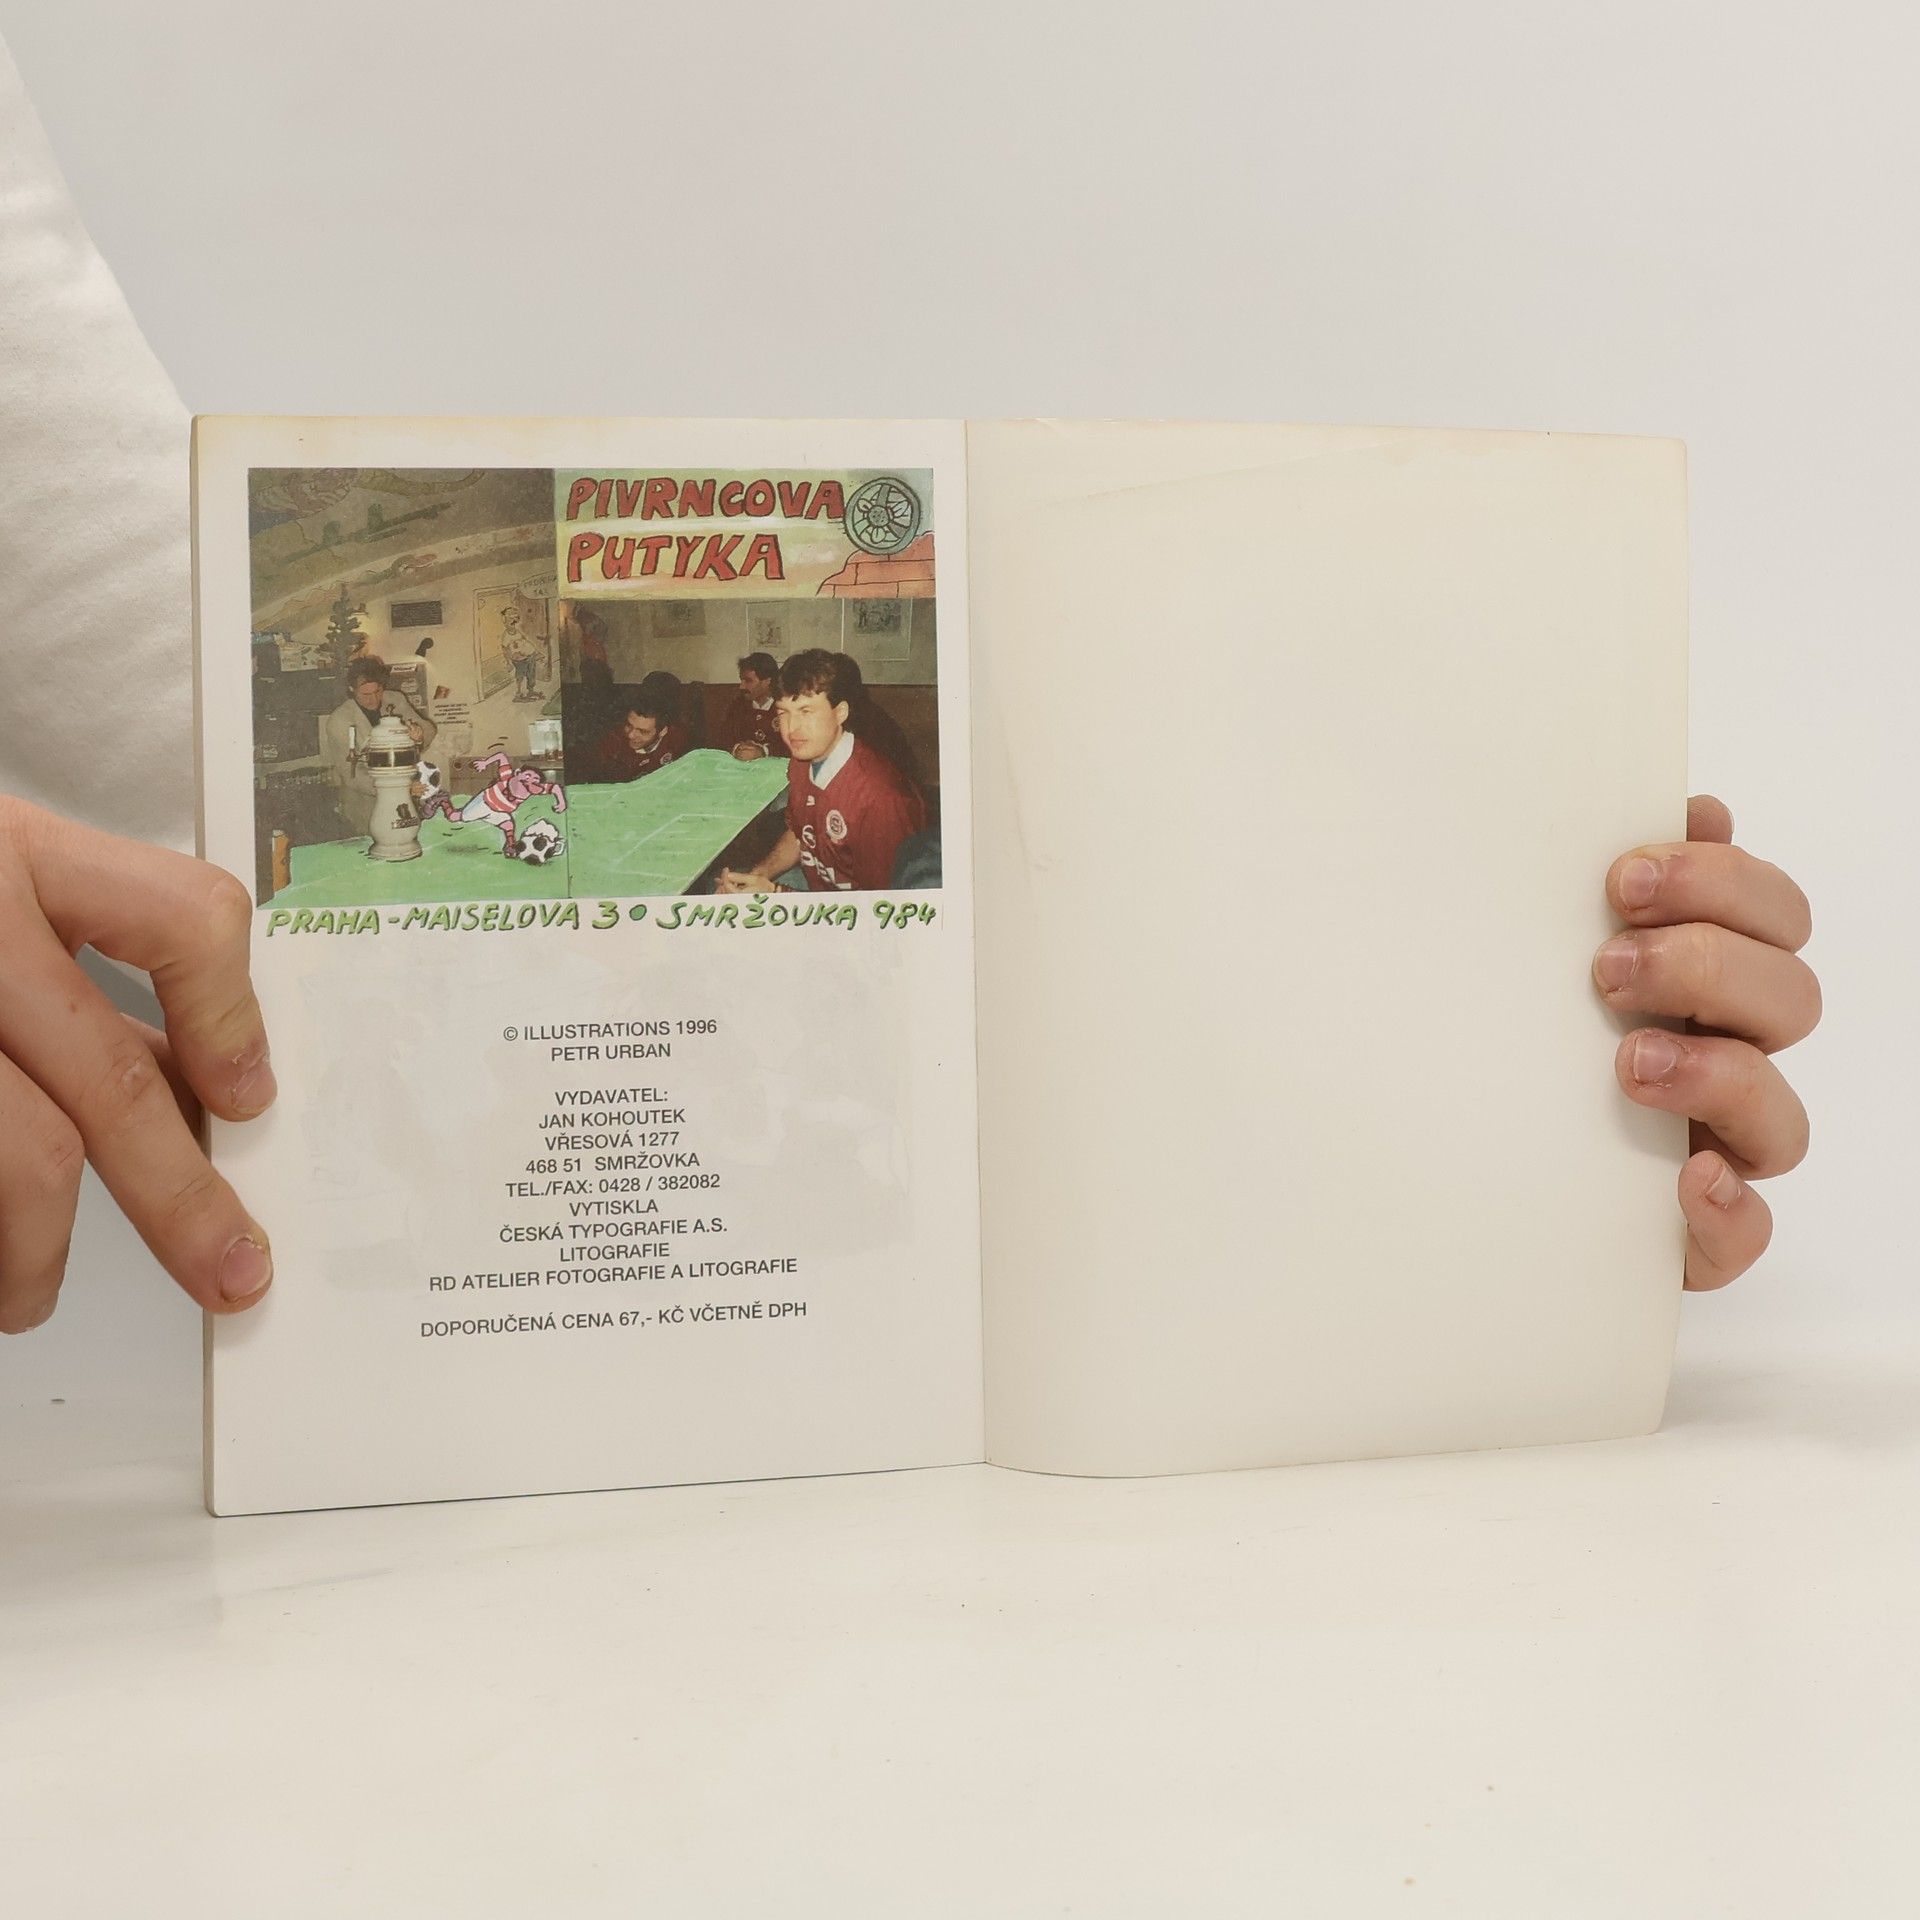 PIVRNCOVA
PUTYKA
PRAHA-MAISELOVA 3 • SMRŽOVKA 984
© ILLUSTRATIONS 1996
PETR URBAN
VYDAVATEL:
JAN KOHOUTEK
VŘESOVÁ 1277
468 51 SMRŽOVKA
TEL./FAX: 0428 / 382082
VYTISKLA
ČESKÁ TYPOGRAFIE A.S.
LITOGRAFIE
RD ATELIER FOTOGRAFIE A LITOGRAFIE
DOPORUČENÁ CENA 67,- KČ VČETNĚ DPH